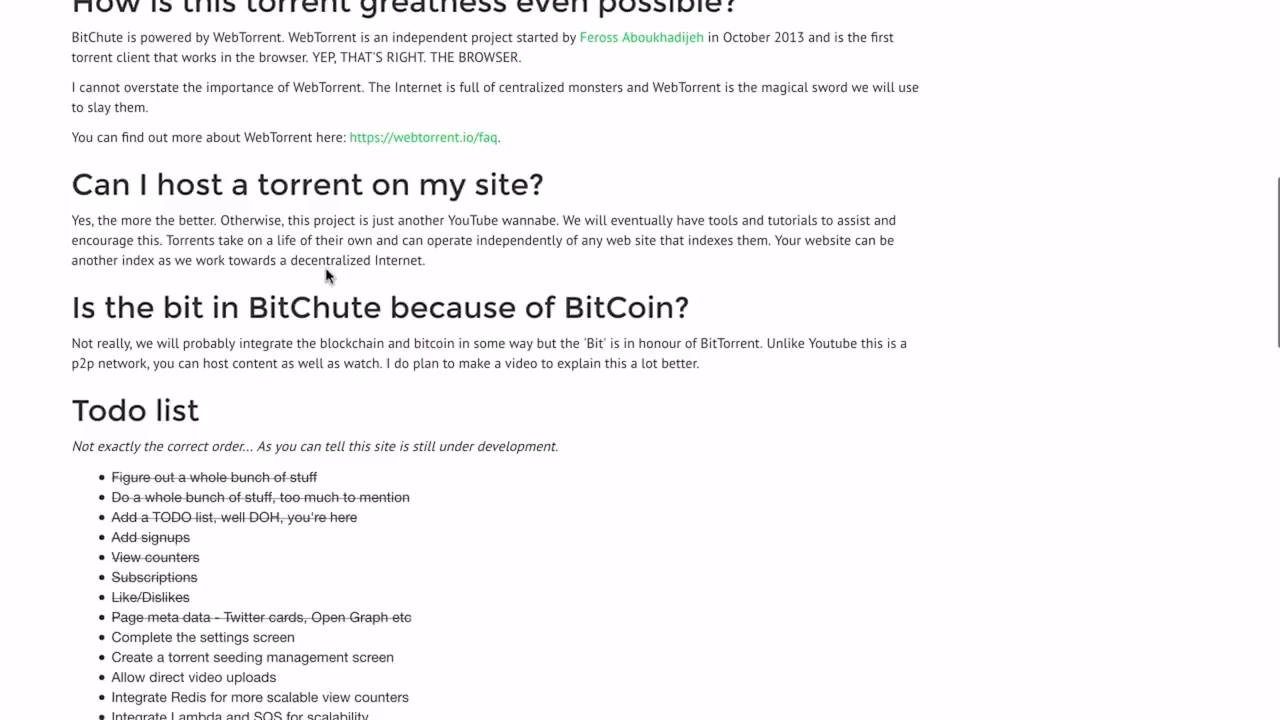 How is this torrent greatness even possible?
BitChute is powered by WebTorrent. WebTorrent is an independent project started by Feross Aboukhadijeh in October 2013 and is the first
torrent client that works in the browser. YEP, THAT'S RIGHT. THE BROWSER.
I cannot overstate the importance of WebTorrent. The Internet is full of centralized monsters and WebTorrent is the magical sword we will use
to slay them.
You can find out more about WebTorrent here: https://webtorrent.io/faq.
Can I host a torrent on my site?
Yes, the more the better. Otherwise, this project is just another YouTube wannabe. We will eventually have tools and tutorials to assist and
encourage this. Torrents take on a life of their own and can operate independently of any web site that indexes them. Your website can be
another index as we work towards a decentralized Internet.
Is the bit in BitChute because of BitCoin?
Not really, we will probably integrate the blockchain and bitcoin in some way but the 'Bit' is in honour of BitTorrent. Unlike Youtube this is a
p2p network, you can host content as well as watch. I do plan to make a video to explain this a lot better.
Todo list
Not exactly the correct order... As you can tell this site is still under development.
• Figure out a whole bunch of stuff
• Do a whole bunch of stuff, too much to mention
• Add a TODO list, well DOH, you're here
• Add signups
• View counters
• Subscriptions
• Like/Dislikes
• Page meta data - Twitter cards, Open Graph etc
• Complete the settings screen
• Create a torrent seeding management screen
• Allow direct video uploads
• Integrate Redis for more scalable view counters
• Integrate Lambda and SQS for scalability